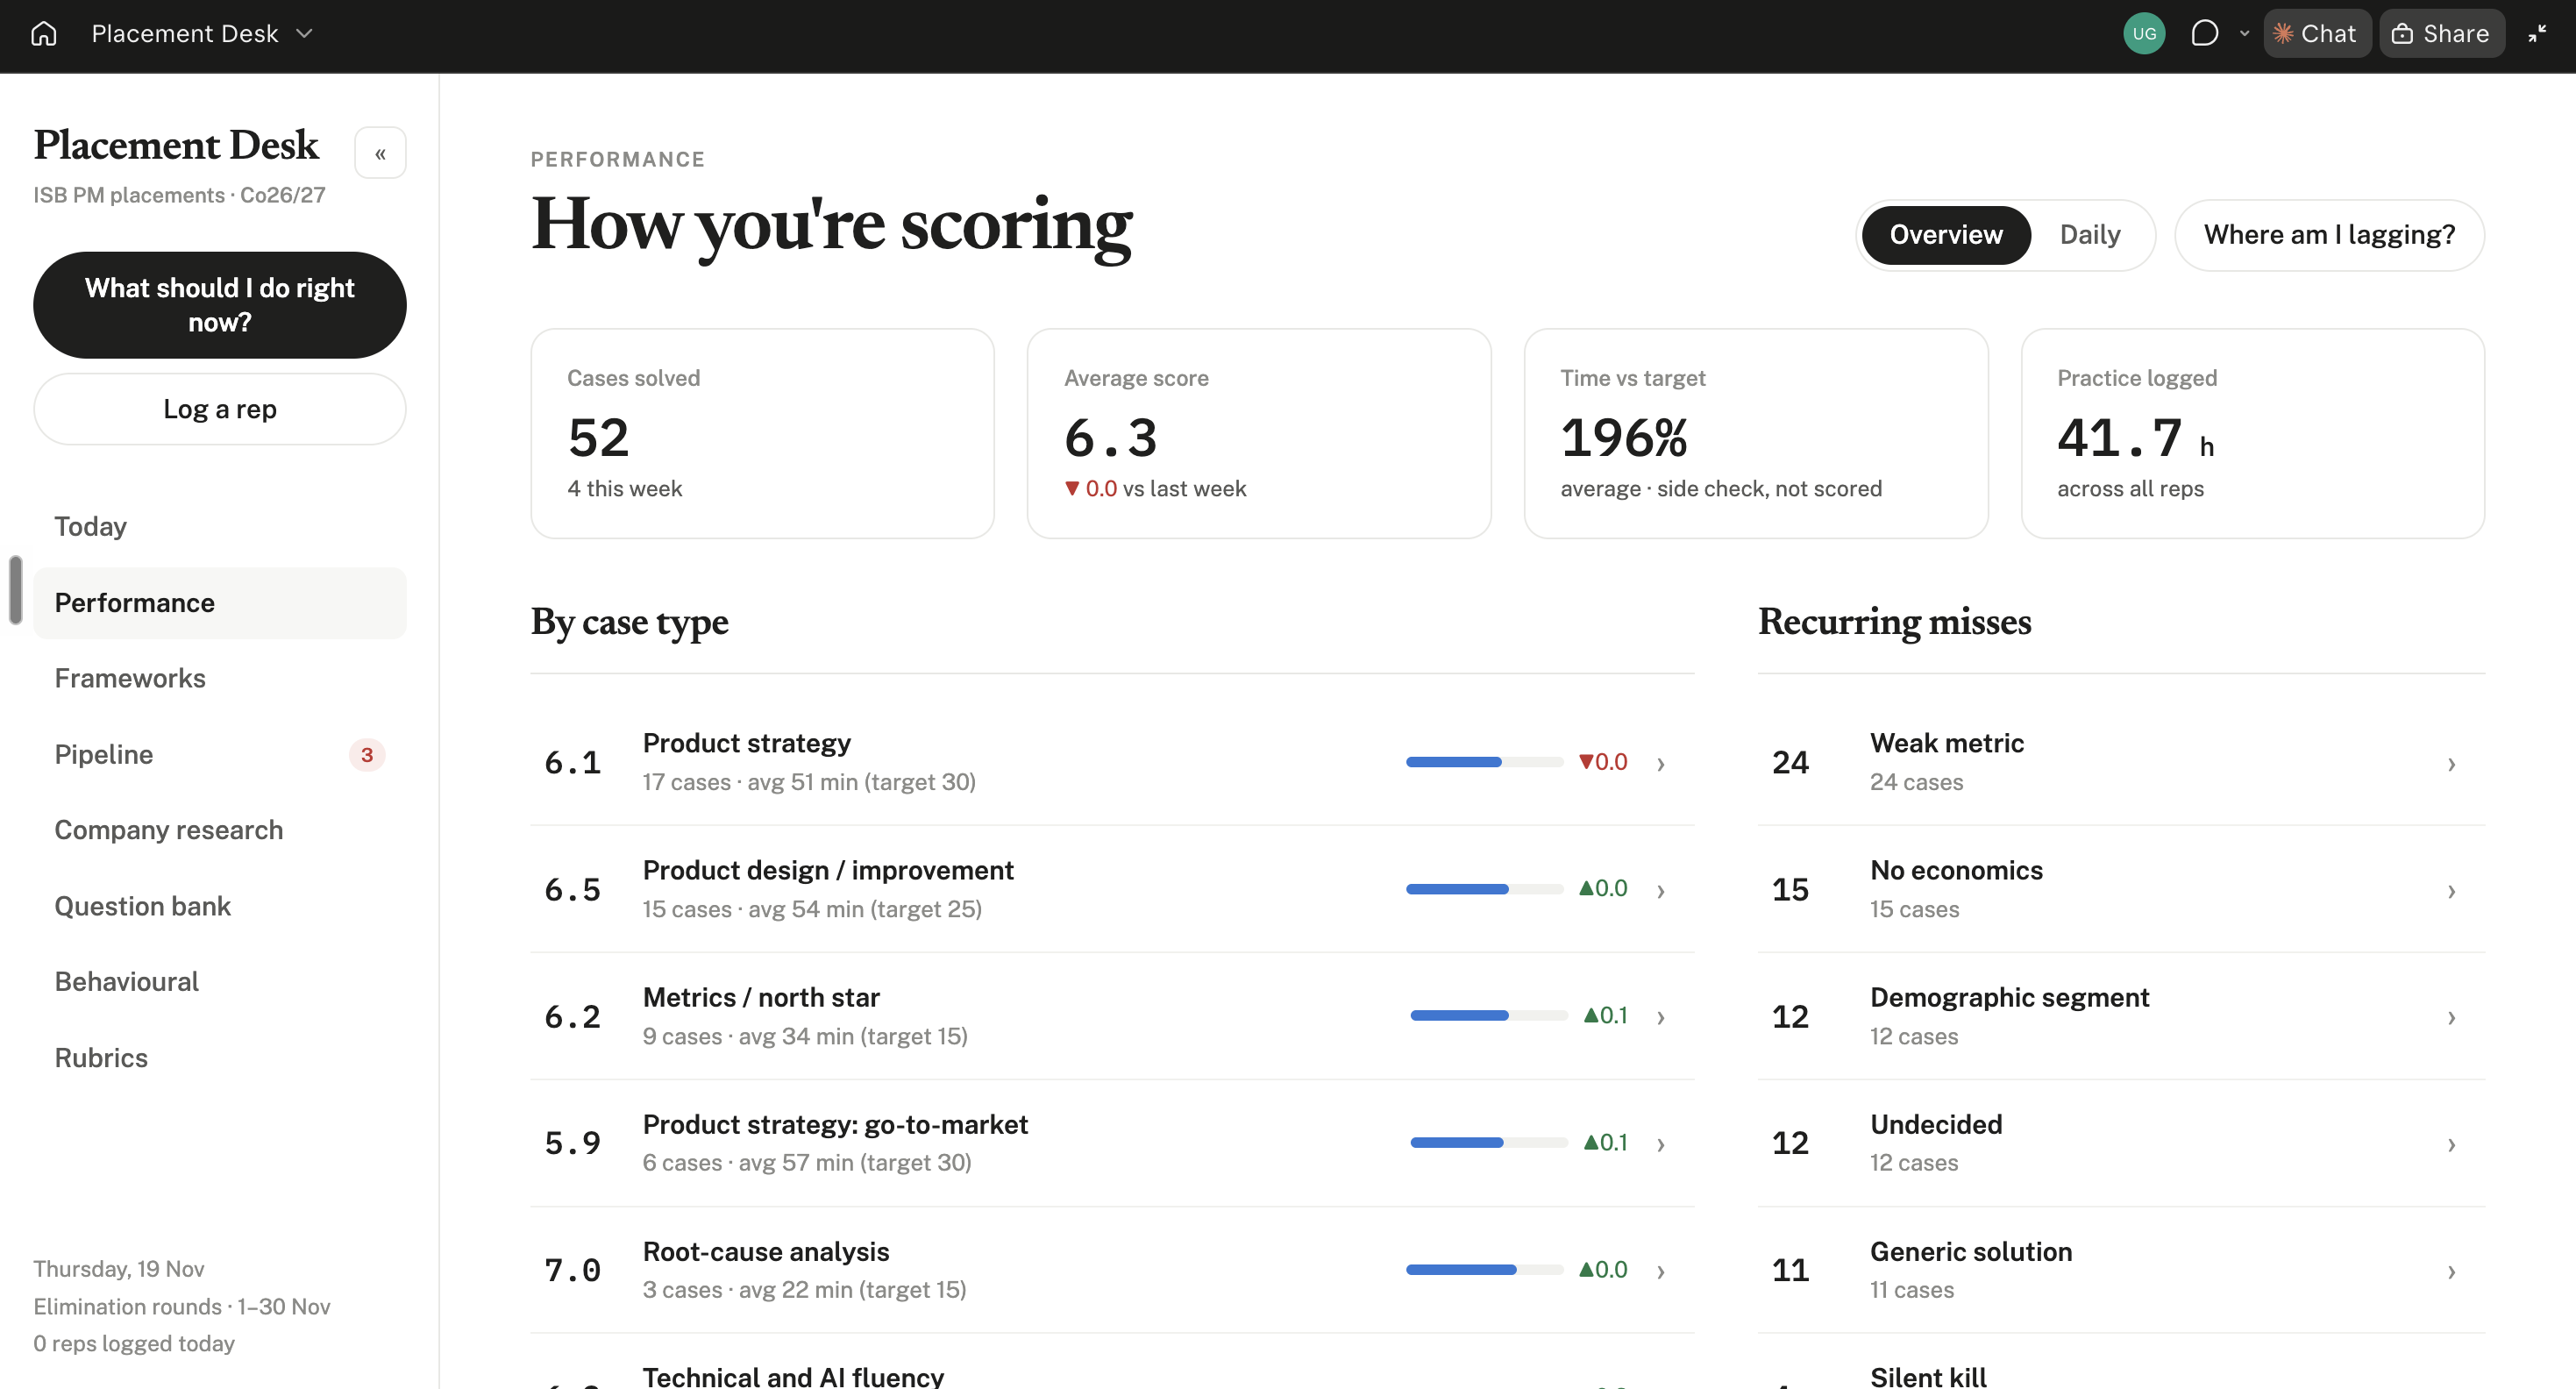 Placement Desk
UG
Chat
Share
Placement Desk
«
ISB PM placements · Co26/27
What should I do right
now?
Log a rep
Today
Performance
Frameworks
Pipeline
3
Company research
Question bank
Behavioural
Rubrics
Thursday, 19 Nov
Elimination rounds · 1–30 Nov
0 reps logged today
PERFORMANCE
How you're scoring
Overview
Daily
Where am I lagging?
Cases solved
52
4 this week
Average score
6.3
▼ 0.0 vs last week
Time vs target
196%
average · side check, not scored
Practice logged
41.7 h
across all reps
By case type
6.1
Product strategy
17 cases · avg 51 min (target 30)
▼0.0
6.5
Product design / improvement
15 cases · avg 54 min (target 25)
▲0.0
6.2
Metrics / north star
9 cases · avg 34 min (target 15)
▲0.1
5.9
Product strategy: go-to-market
6 cases · avg 57 min (target 30)
▲0.1
7.0
Root-cause analysis
3 cases · avg 22 min (target 15)
▲0.0
Technical and AI fluency
Recurring misses
24
Weak metric
24 cases
15
No economics
15 cases
12
Demographic segment
12 cases
12
Undecided
12 cases
11
Generic solution
11 cases
Silent kill